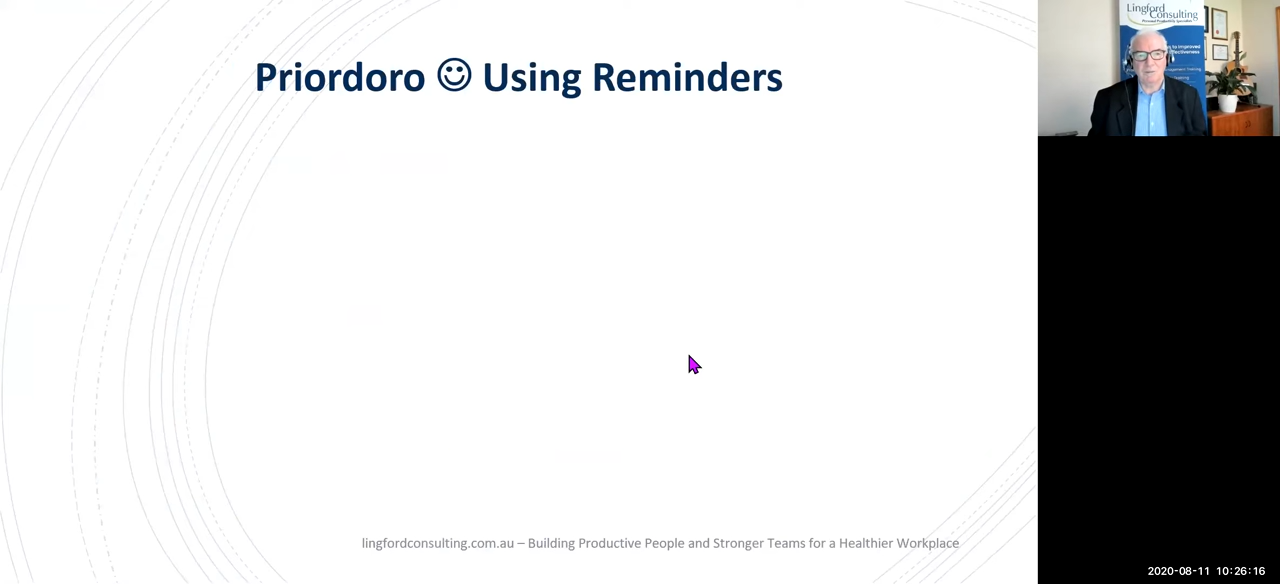 Priordoro ☺ Using Reminders
lingfordconsulting.com.au – Building Productive People and Stronger Teams for a Healthier Workplace
Lingford
Consulting
2020-08-11 10:26:16